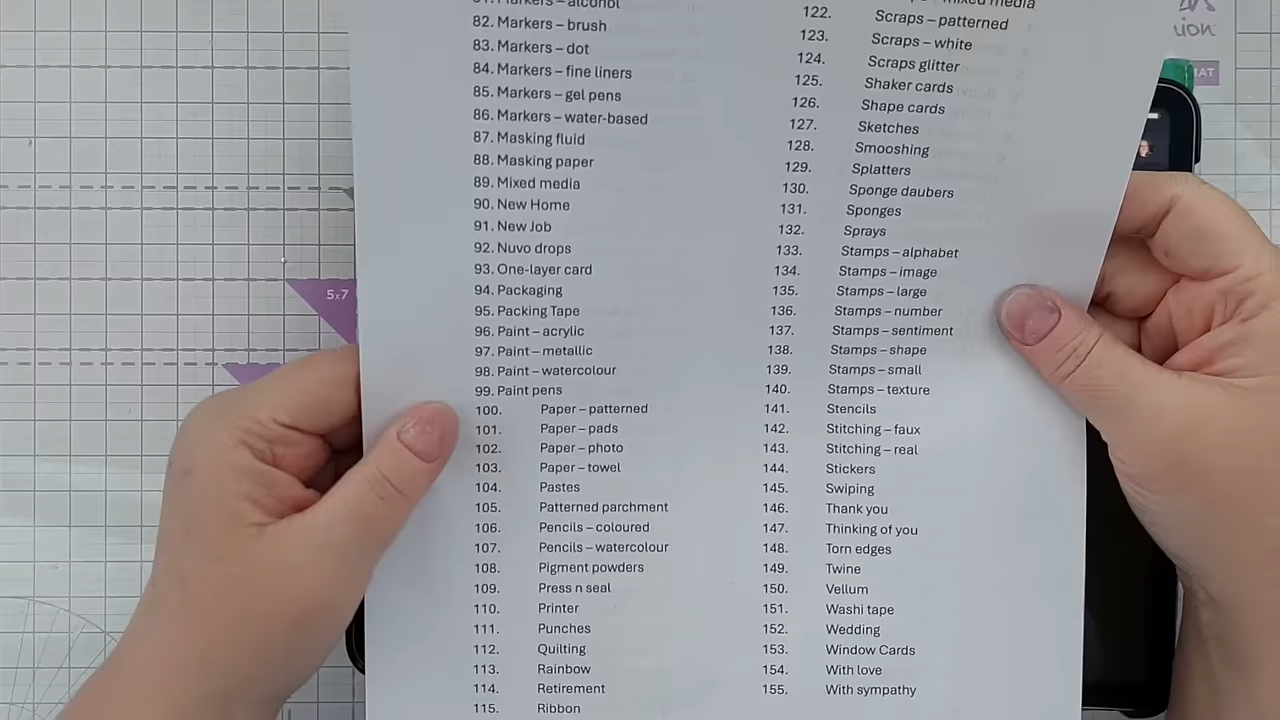 Markers – alcohol
82. Markers – brush
83. Markers – dot
84. Markers – fine liners
85. Markers – gel pens
86. Markers – water-based
87. Masking fluid
88. Masking paper
89. Mixed media
90. New Home
91. New Job
92. Nuvo drops
93. One-layer card
94. Packaging
95. Packing Tape
96. Paint – acrylic
97. Paint – metallic
98. Paint – watercolour
99. Paint pens
100. Paper – patterned
101. Paper – pads
102. Paper – photo
103. Paper – towel
104. Pastes
105. Patterned parchment
106. Pencils – coloured
107. Pencils – watercolour
108. Pigment powders
109. Press n seal
110. Printer
111. Punches
112. Quilting
113. Rainbow
114. Retirement
115. Ribbon
mixed media
122. Scraps – patterned
123. Scraps – white
124. Scraps glitter
125. Shaker cards
126. Shape cards
127. Sketches
128. Smooshing
129. Splatters
130. Sponge daubers
131. Sponges
132. Sprays
133. Stamps – alphabet
134. Stamps – image
135. Stamps – large
136. Stamps – number
137. Stamps – sentiment
138. Stamps – shape
139. Stamps – small
140. Stamps – texture
141. Stencils
142. Stitching – faux
143. Stitching – real
144. Stickers
145. Swiping
146. Thank you
147. Thinking of you
148. Torn edges
149. Twine
150. Vellum
151. Washi tape
152. Wedding
153. Window Cards
154. With love
155. With sympathy
5x7
ion
MAT